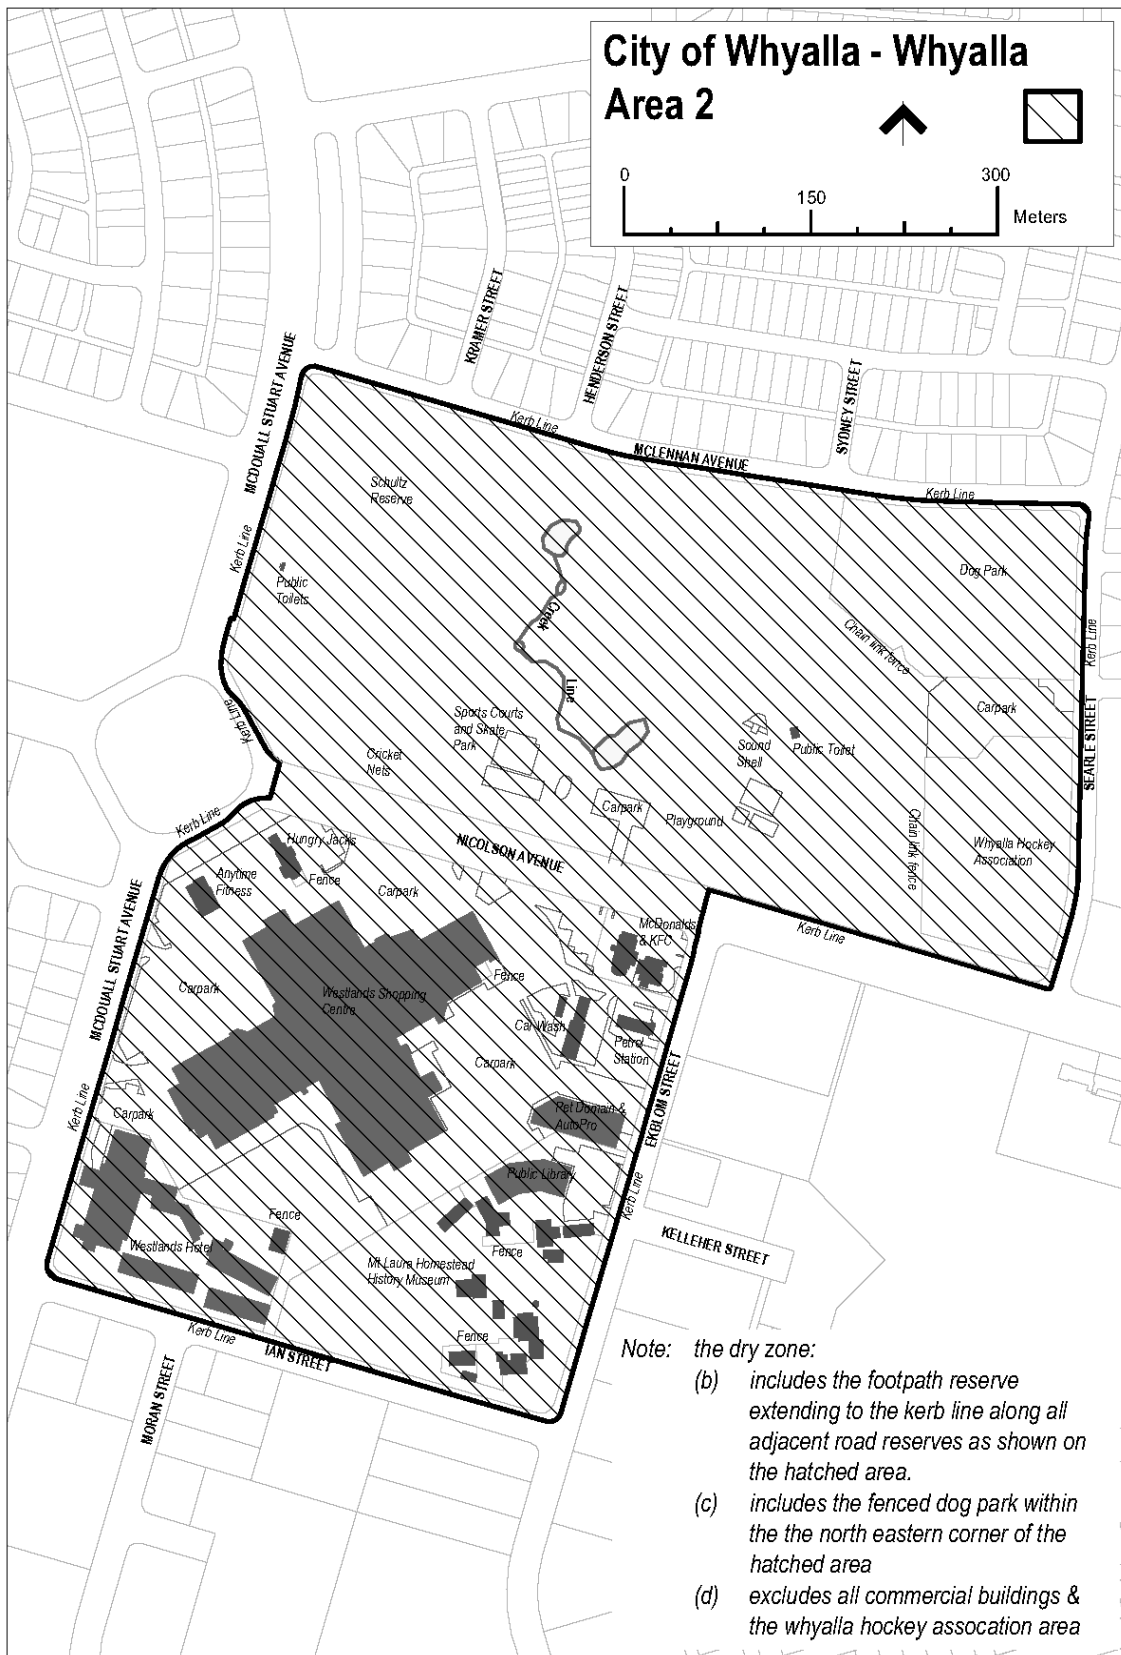 City of Whyalla - Whyalla
Area 2
0
300
150
Meters
KRAMER STREET
HENDERSON STREET
SYDNEY STREET
MCDOUALL STUART AVENUE
Kerb Line
MCLENNAN AVENUE
Kerb Line
Schultz
Reserve
Kerb Line
Public
Toilets
Dog Park
Creek
Line
Chain link fence
Kerb Line
Kerb Line
Sports Courts
and Skate
Park
Carpark
SEARLE STREET
Sound
Shell
Public Toilet
Cricket
Nets
Carpark
Playground
Kerb Line
Hungry Jacks
NICOLSON AVENUE
Chain link fence
Whyalla Hockey
Association
Anytime
Fitness
Fence
Carpark
McDonalds
& KFC
Kerb Line
MCDOUALL STUART AVENUE
Fence
Carpark
Westlands Shopping
Centre
Car Wash
Petrol
Station
Carpark
Kerb Line
Carpark
Pet Domain &
AutoPro
EKBLOM STREET
Public Library
Kerb Line
Fence
Westlands Hotel
Fence
KELLEHER STREET
Mt Laura Homestead
History Museum
Kerb Line
Fence
IAN STREET
MORAN STREET
Note: the dry zone:
(b) includes the footpath reserve
extending to the kerb line along all
adjacent road reserves as shown on
the hatched area.
(c) includes the fenced dog park within
the the north eastern corner of the
hatched area
(d) excludes all commercial buildings &
the whyalla hockey assocation area